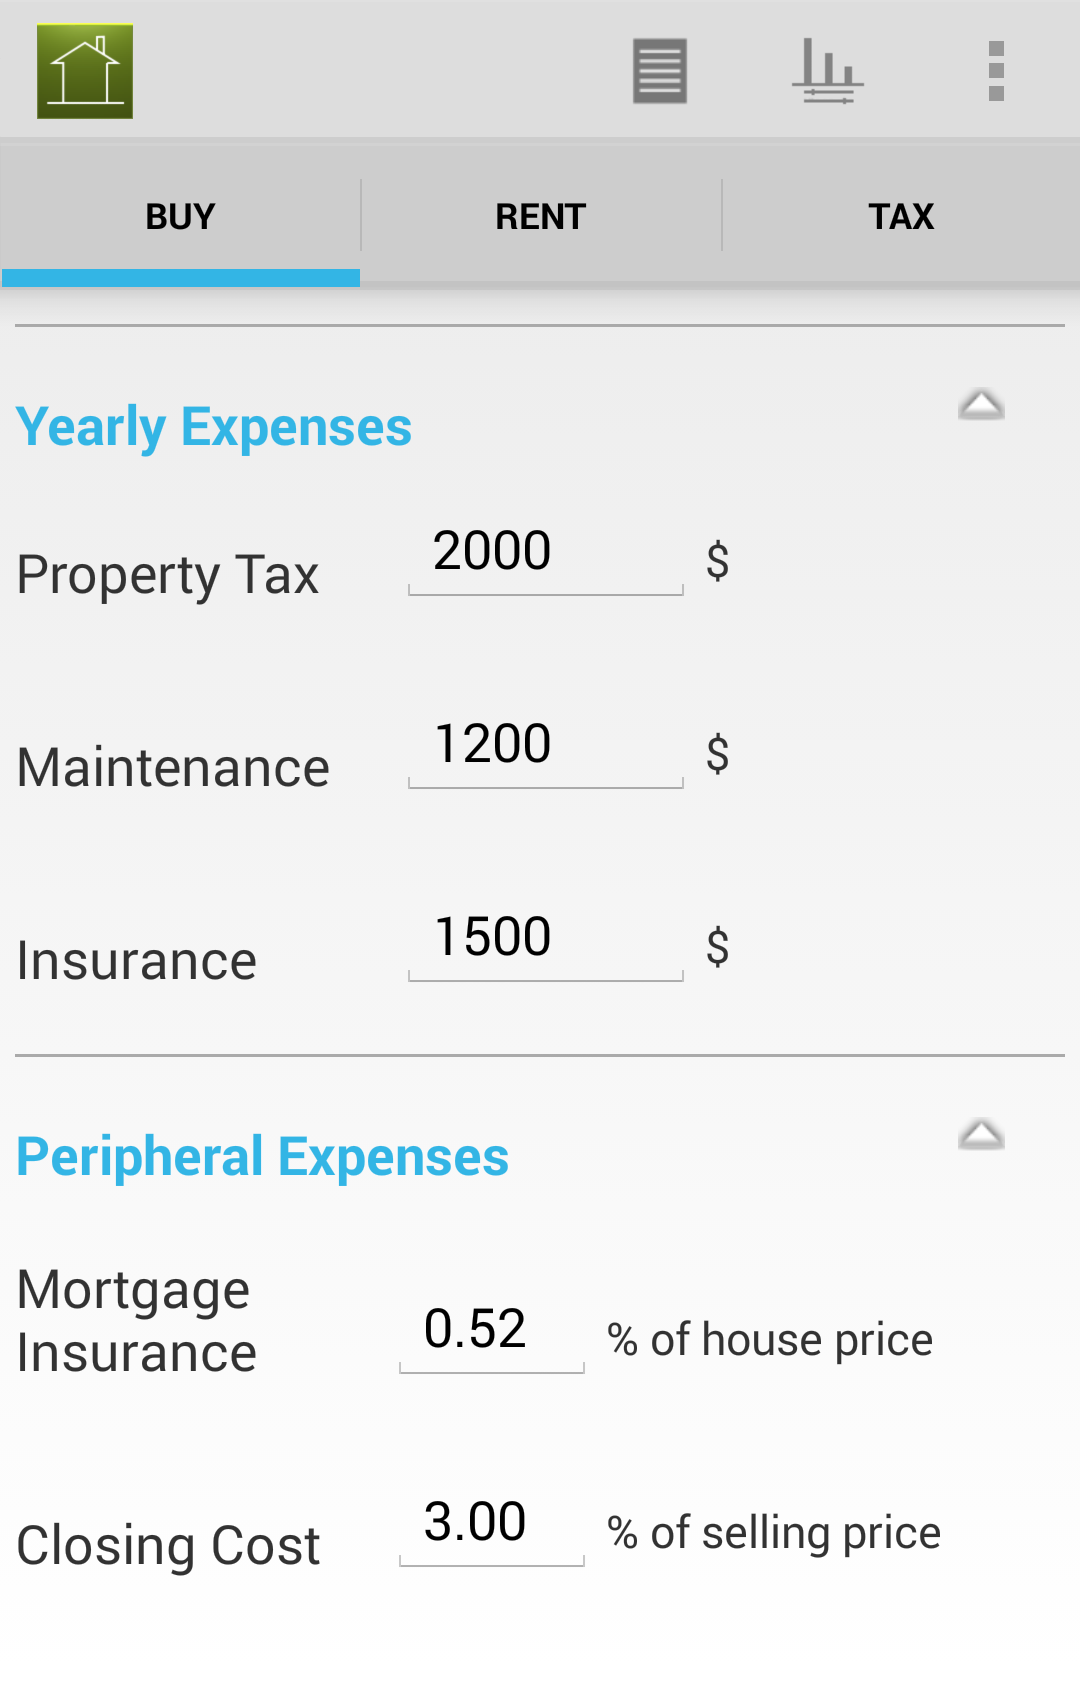 BUY
RENT
TAX
Yearly Expenses
Property Tax 2000 $
Maintenance 1200 $
Insurance 1500 $
Peripheral Expenses
Mortgage
Insurance 0.52 % of house price
Closing Cost 3.00 % of selling price